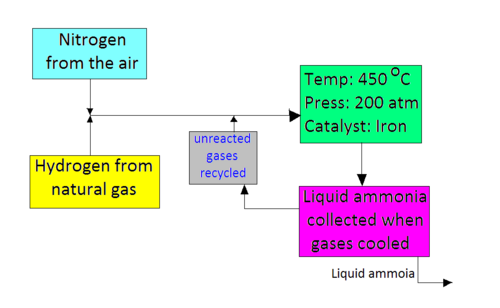 Nitrogen
from the air
Temp: 450 °C
Press: 200 atm
Catalyst: Iron
unreacted
gases
recycled
Hydrogen from
natural gas
Liquid ammonia
collected when
gases cooled
Liquid ammoia